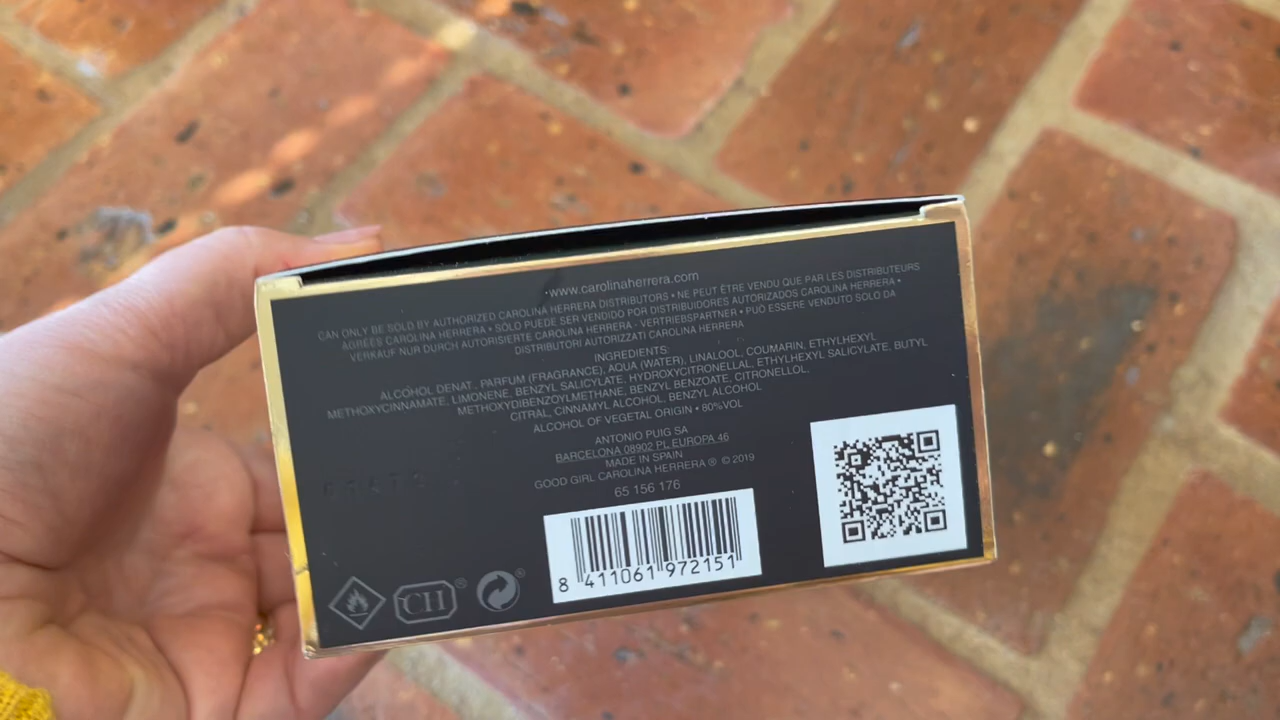 •www.carolinaherrera.com
CAN ONLY BE SOLD BY AUTHORIZED CAROLINA HERRERA DISTRIBUTORS • NE PEUT ÊTRE VENDU QUE PAR LES DISTRIBUTEURS
AGRÉÉS CAROLINA HERRERA • SÓLO PUEDE SER VENDIDO POR DISTRIBUIDORES AUTORIZADOS CAROLINA HERRERA •
VERKAUF NUR DURCH AUTORISIERTE CAROLINA HERRERA - VERTRIEBSPARTNER • PUO ESSERE VENDUTO SOLO DA
DISTRIBUTORI AUTORIZZATI CAROLINA HERRERA
INGREDIENTS:
ALCOHOL DENAT., PARFUM (FRAGRANCE), AQUA (WATER), LINALOOL, COUMARIN, ETHYLHEXYL
METHOXYCINNAMATE, LIMONENE, BENZYL SALICYLATE, HYDROXYCITRONELLAL, ETHYLHEXYL SALICYLATE, BUTYL
METHOXYDIBENZOYLMETHANE, BENZYL BENZOATE, CITRONELLOL,
CITRAL, CINNAMYL ALCOHOL, BENZYL ALCOHOL
ALCOHOL OF VEGETAL ORIGIN • 80%VOL
ANTONIO PUIG SA
BARCELONA 08902 PL EUROPA 46
MADE IN SPAIN
GOOD GIRL CAROLINA HERRERA ® © 2019
65 156 176
8 411061 972151
CH ®
®